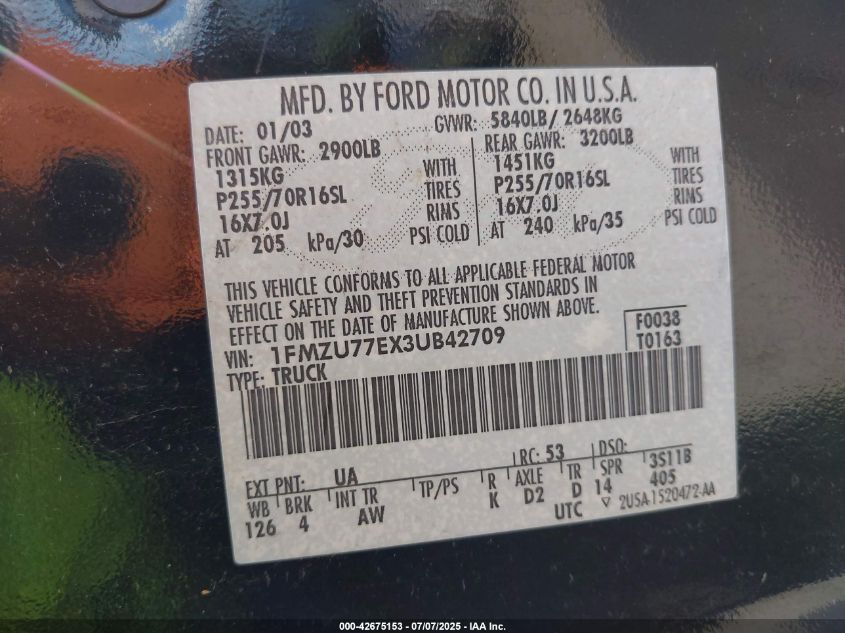 MFD. BY FORD MOTOR CO. IN U.S.A.
DATE: 01/03 GVWR: 5840LB/ 2648KG
FRONT GAWR: 2900LB REAR GAWR: 3200LB
1315KG WITH 1451KG WITH
P255/70R16SL TIRES P255/70R16SL TIRES
16X7.0J RIMS 16X7.0J RIMS
AT 205 kPa/30 PSI COLD AT 240 kPa/35 PSI COLD
THIS VEHICLE CONFORMS TO ALL APPLICABLE FEDERAL MOTOR
VEHICLE SAFETY AND THEFT PREVENTION STANDARDS IN
EFFECT ON THE DATE OF MANUFACTURE SHOWN ABOVE.
VIN: 1FMZU77EX3UB42709 F0038
TYPE: TRUCK T0163
EXT PNT: UA RC: 53 DSO:
WB BRK INT TR TP/PS R AXLE TR SPR 3S11B
126 4 AW K D2 D 14 405
UTC 2USA-1520472-AA
000-42675153 - 07/07/2025 - IAA Inc.